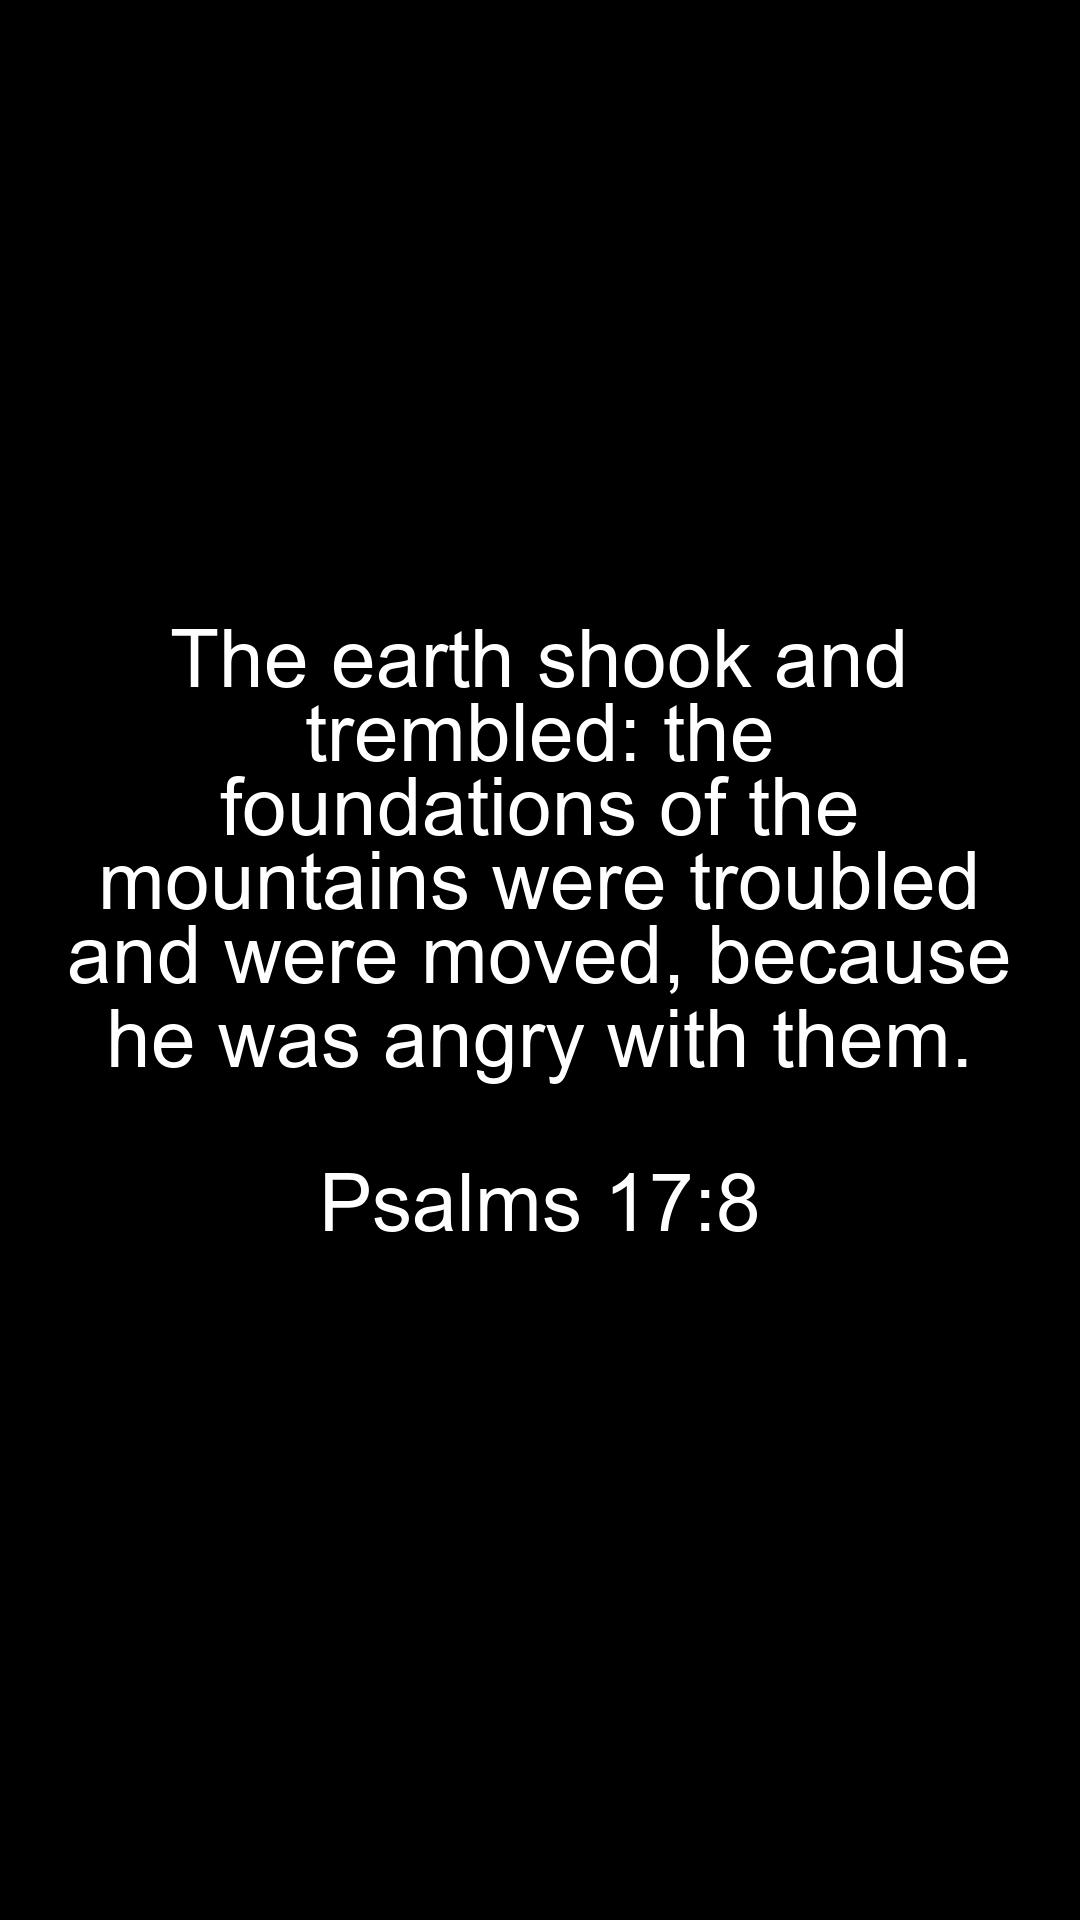 The earth shook and
trembled: the
foundations of the
mountains were troubled
and were moved, because
he was angry with them.
Psalms 17:8